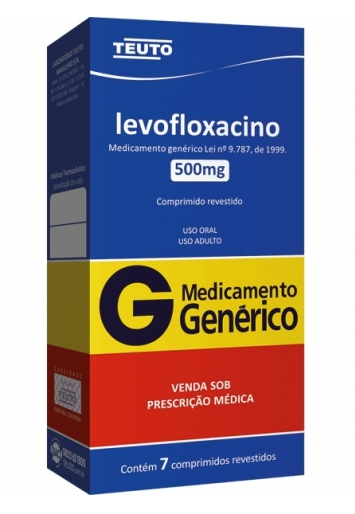 TEUTO
levofloxacino
Medicamento genérico Lei nº 9.787, de 1999.
500mg
Comprimido revestido
USO ORAL
USO ADULTO
G Medicamento
Genérico
VENDA SOB
PRESCRIÇÃO MÉDICA
Contém 7 comprimidos revestidos
TEUTO